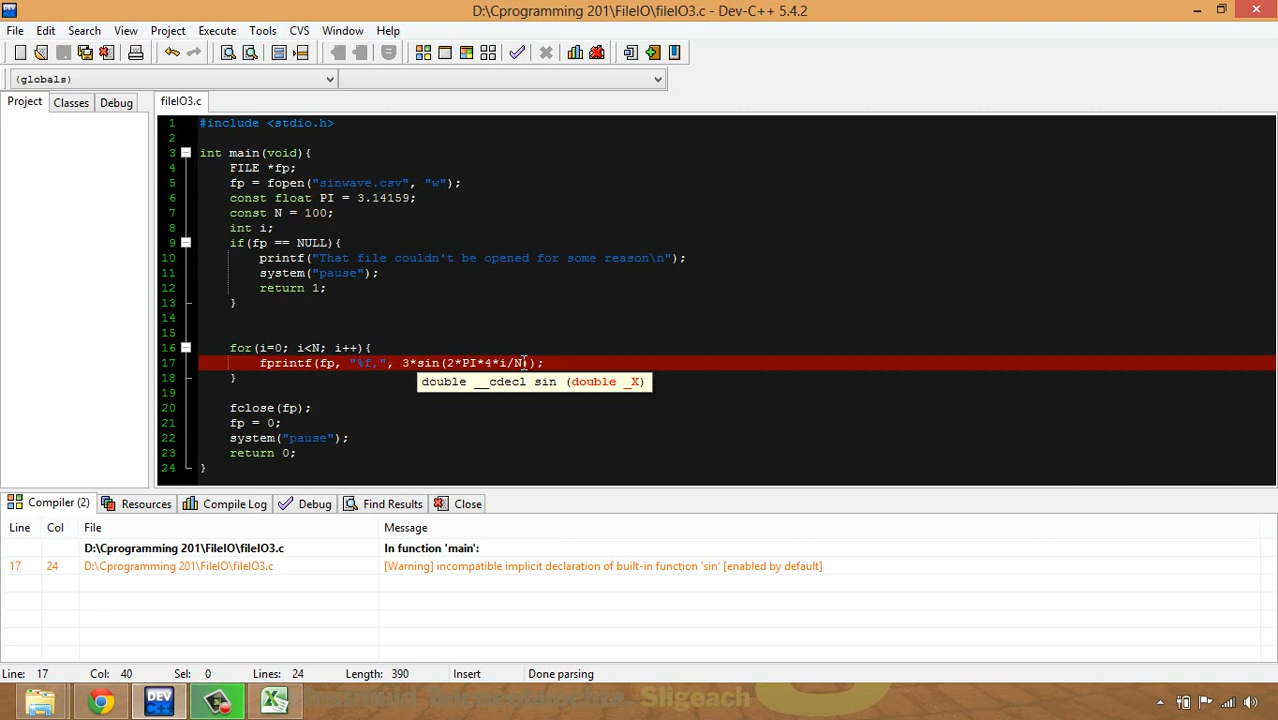 D:\Cprogramming 201\FileIO\fileIO3.c - Dev-C++ 5.4.2
File Edit Search View Project Execute Tools CVS Window Help
(globals)
Project Classes Debug
fileIO3.c
1 #include <stdio.h>
2
3 int main(void){
4 FILE *fp;
5 fp = fopen("sinwave.csv", "w");
6 const float PI = 3.14159;
7 const N = 100;
8 int i;
9 if(fp == NULL){
10 printf("That file couldn't be opened for some reason\n");
11 system("pause");
12 return 1;
13 }
14
15
16 for(i=0; i<N; i++){
17 fprintf(fp, "%f,", 3*sin(2*PI*4*i/N));
double __cdecl sin (double _X)
18 }
19
20 fclose(fp);
21 fp = 0;
22 system("pause");
23 return 0;
24 }
Compiler (2) Resources Compile Log Debug Find Results Close
Line Col File Message
D:\Cprogramming 201\FileIO\fileIO3.c In function 'main':
17 24 D:\Cprogramming 201\FileIO\fileIO3.c [Warning] incompatible implicit declaration of built-in function 'sin' [enabled by default]
Line: 17 Col: 40 Sel: 0 Lines: 24 Length: 390 Insert Done parsing
DEV Sligeach